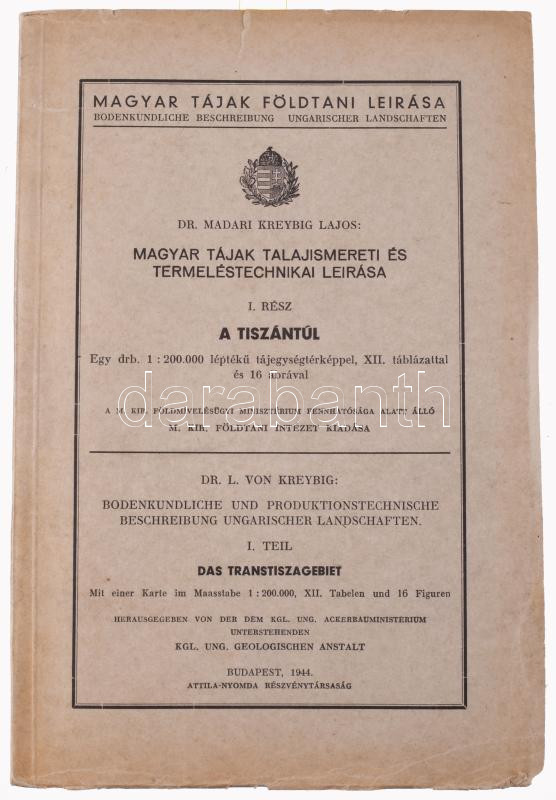 MAGYAR TÁJAK FÖLDTANI LEIRÁSA
BODENKUNDLICHE BESCHREIBUNG UNGARISCHER LANDSCHAFTEN
DR. MADARI KREYBIG LAJOS:
MAGYAR TÁJAK TALAJISMERETI ÉS
TERMELÉSTECHNIKAI LEIRÁSA
I. RÉSZ
A TISZÁNTÚL
Egy drb. 1 : 200.000 léptékű tájegységtérképpel, XII. táblázattal
és 16 ábrával
darabanth
A M. KIR. FÖLDMŰVELÉSÜGYI MINISZTÉRIUM FENNHATÓSÁGA ALATT ÁLLÓ
M. KIR. FÖLDTANI INTÉZET KIADÁSA
DR. L. VON KREYBIG:
BODENKUNDLICHE UND PRODUKTIONSTECHNISCHE
BESCHREIBUNG UNGARISCHER LANDSCHAFTEN.
I. TEIL
DAS TRANSTISZAGEBIET
Mit einer Karte im Maasstabe 1 : 200.000, XII. Tabelen und 16 Figuren
HERAUSGEGEBEN VON DER DEM KGL. UNG. ACKERBAUMINISTERIUM
UNTERSTEHENDEN
KGL. UNG. GEOLOGISCHEN ANSTALT
BUDAPEST, 1944.
ATTILA-NYOMDA RÉSZVÉNYTÁRSASÁG